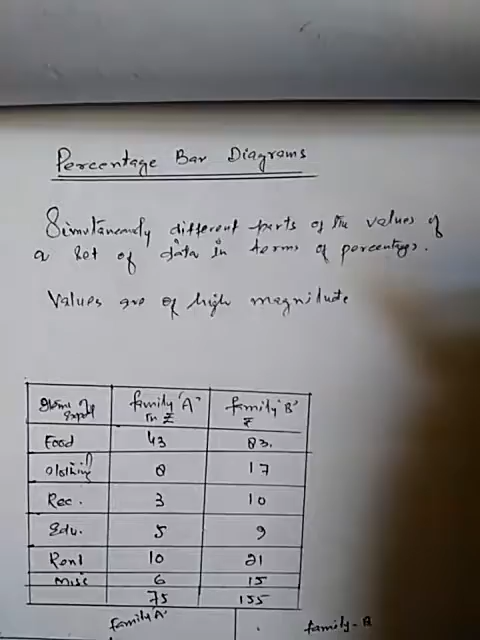 Percentage Bar Diagrams
Simultaneously different parts of the values of
a set of data in terms of percentages.
Values are of high magnitude
Items of Expd family 'A' in ₹ family 'B' ₹
Food 43 83
Clothing 8 17
Rec. 3 10
Edu. 5 9
Rent 10 21
Misc 6 15
75 155
family 'A' family - B